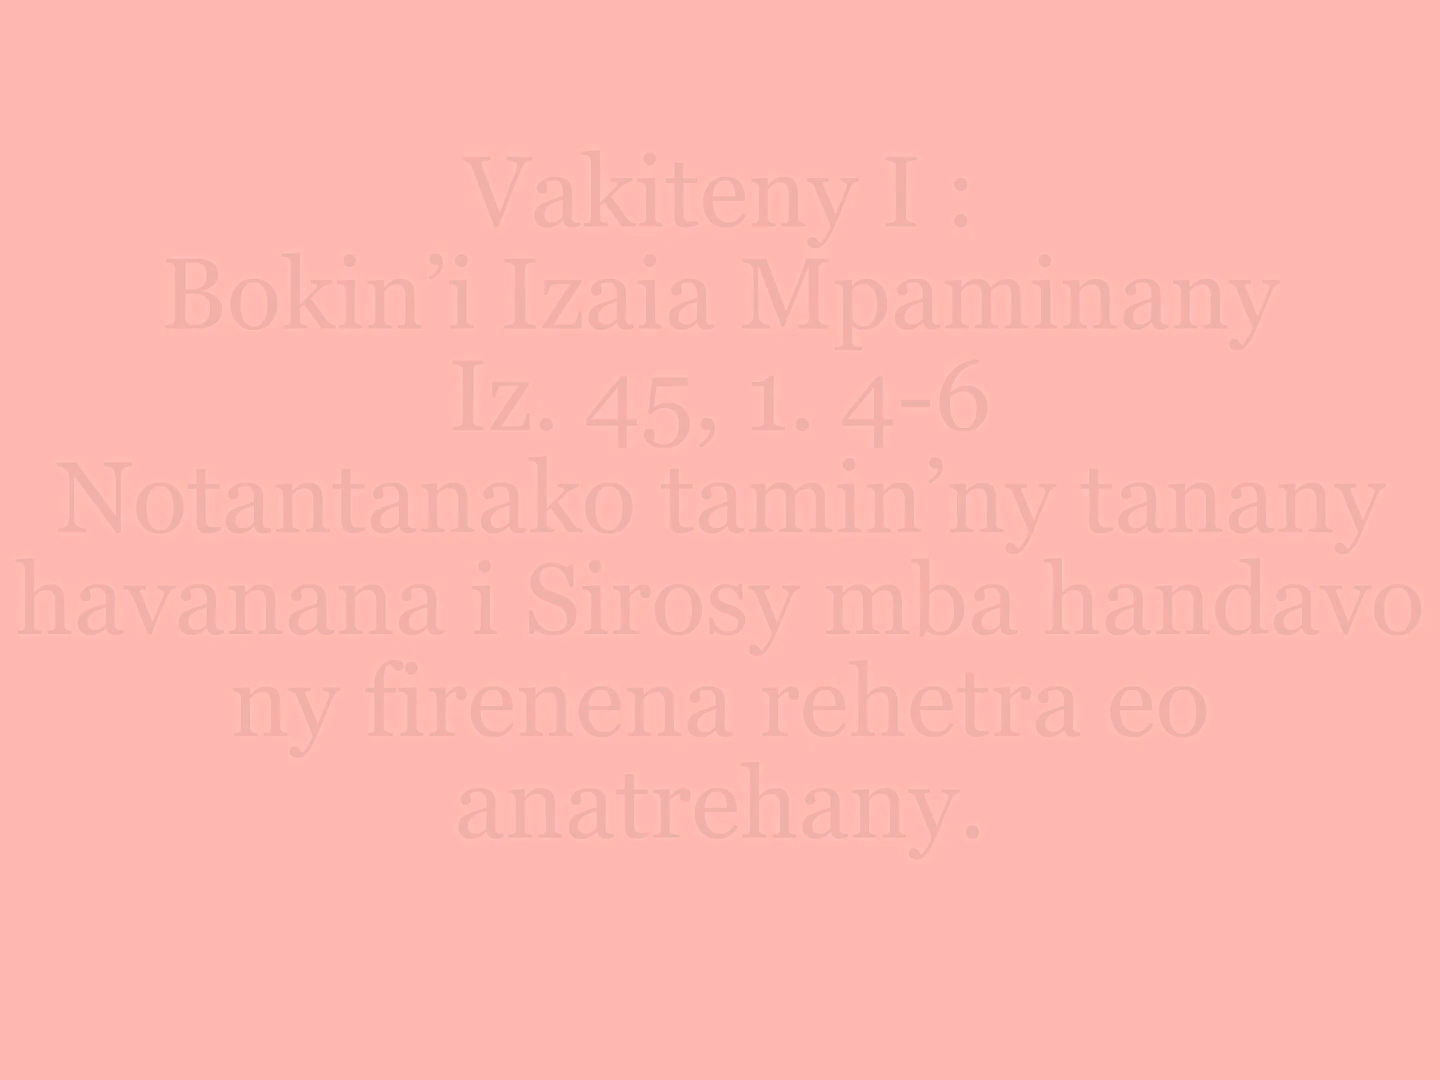 Vakiteny I :
Bokin’i Izaia Mpaminany
Iz. 45, 1. 4-6
Notantanako tamin’ny tanany
havanana i Sirosy mba handavo
ny firenena rehetra eo
anatrehany.